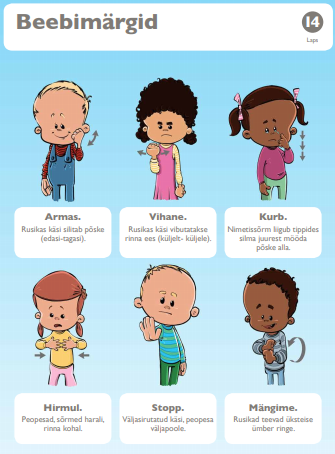 Beebimärgid
14
Laps
Armas.
Rusikas käsi silitab põske
(edasi-tagasi).
Vihane.
Rusikas käsi vibutatakse
rinna ees (küljelt- küljele).
Kurb.
Nimetissõrm liigub tippides
silma juurest mööda
põske alla.
Hirmul.
Peopesad, sõrmed harali,
rinna kohal.
Stopp.
Väljasirutatud käsi, peopesa
väljapoole.
Mängime.
Rusikad teevad üksteise
ümber ringe.